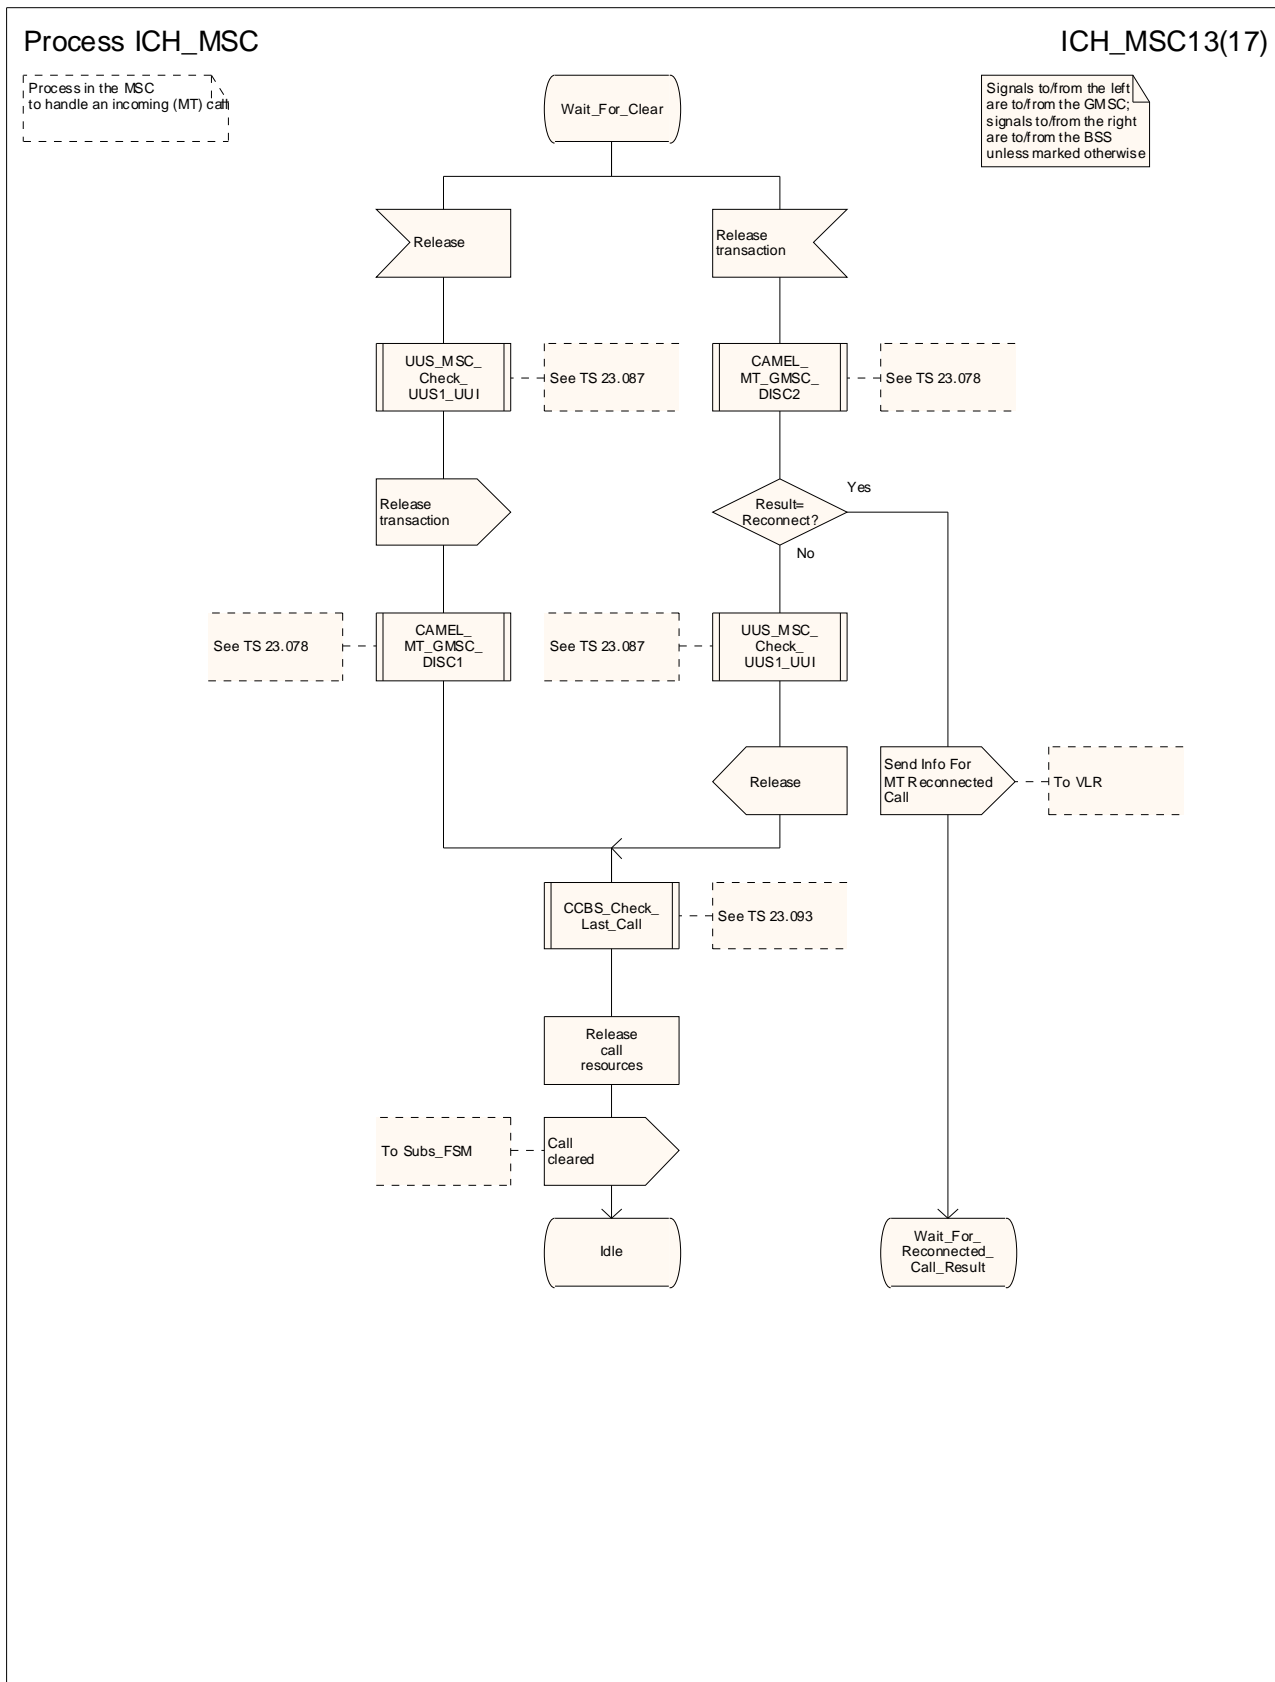 Process ICH_MSC
ICH_MSC13(17)
Process in the MSC
to handle an incoming (MT) call
Signals to/from the left
are to/from the GMSC;
signals to/from the right
are to/from the BSS
unless marked otherwise
Wait_For_Clear
Release
Release
transaction
UUS_MSC_
Check_
UUS1_UUI
See TS 23.087
CAMEL_
MT_GMSC_
DISC2
See TS 23.078
Release
transaction
Result=
Reconnect?
Yes
No
See TS 23.078
CAMEL_
MT_GMSC_
DISC1
See TS 23.087
UUS_MSC_
Check_
UUS1_UUI
Release
Send Info For
MT Reconnected
Call
To VLR
CCBS_Check_
Last_Call
See TS 23.093
Release
call
resources
To Subs_FSM
Call
cleared
Idle
Wait_For_
Reconnected_
Call_Result